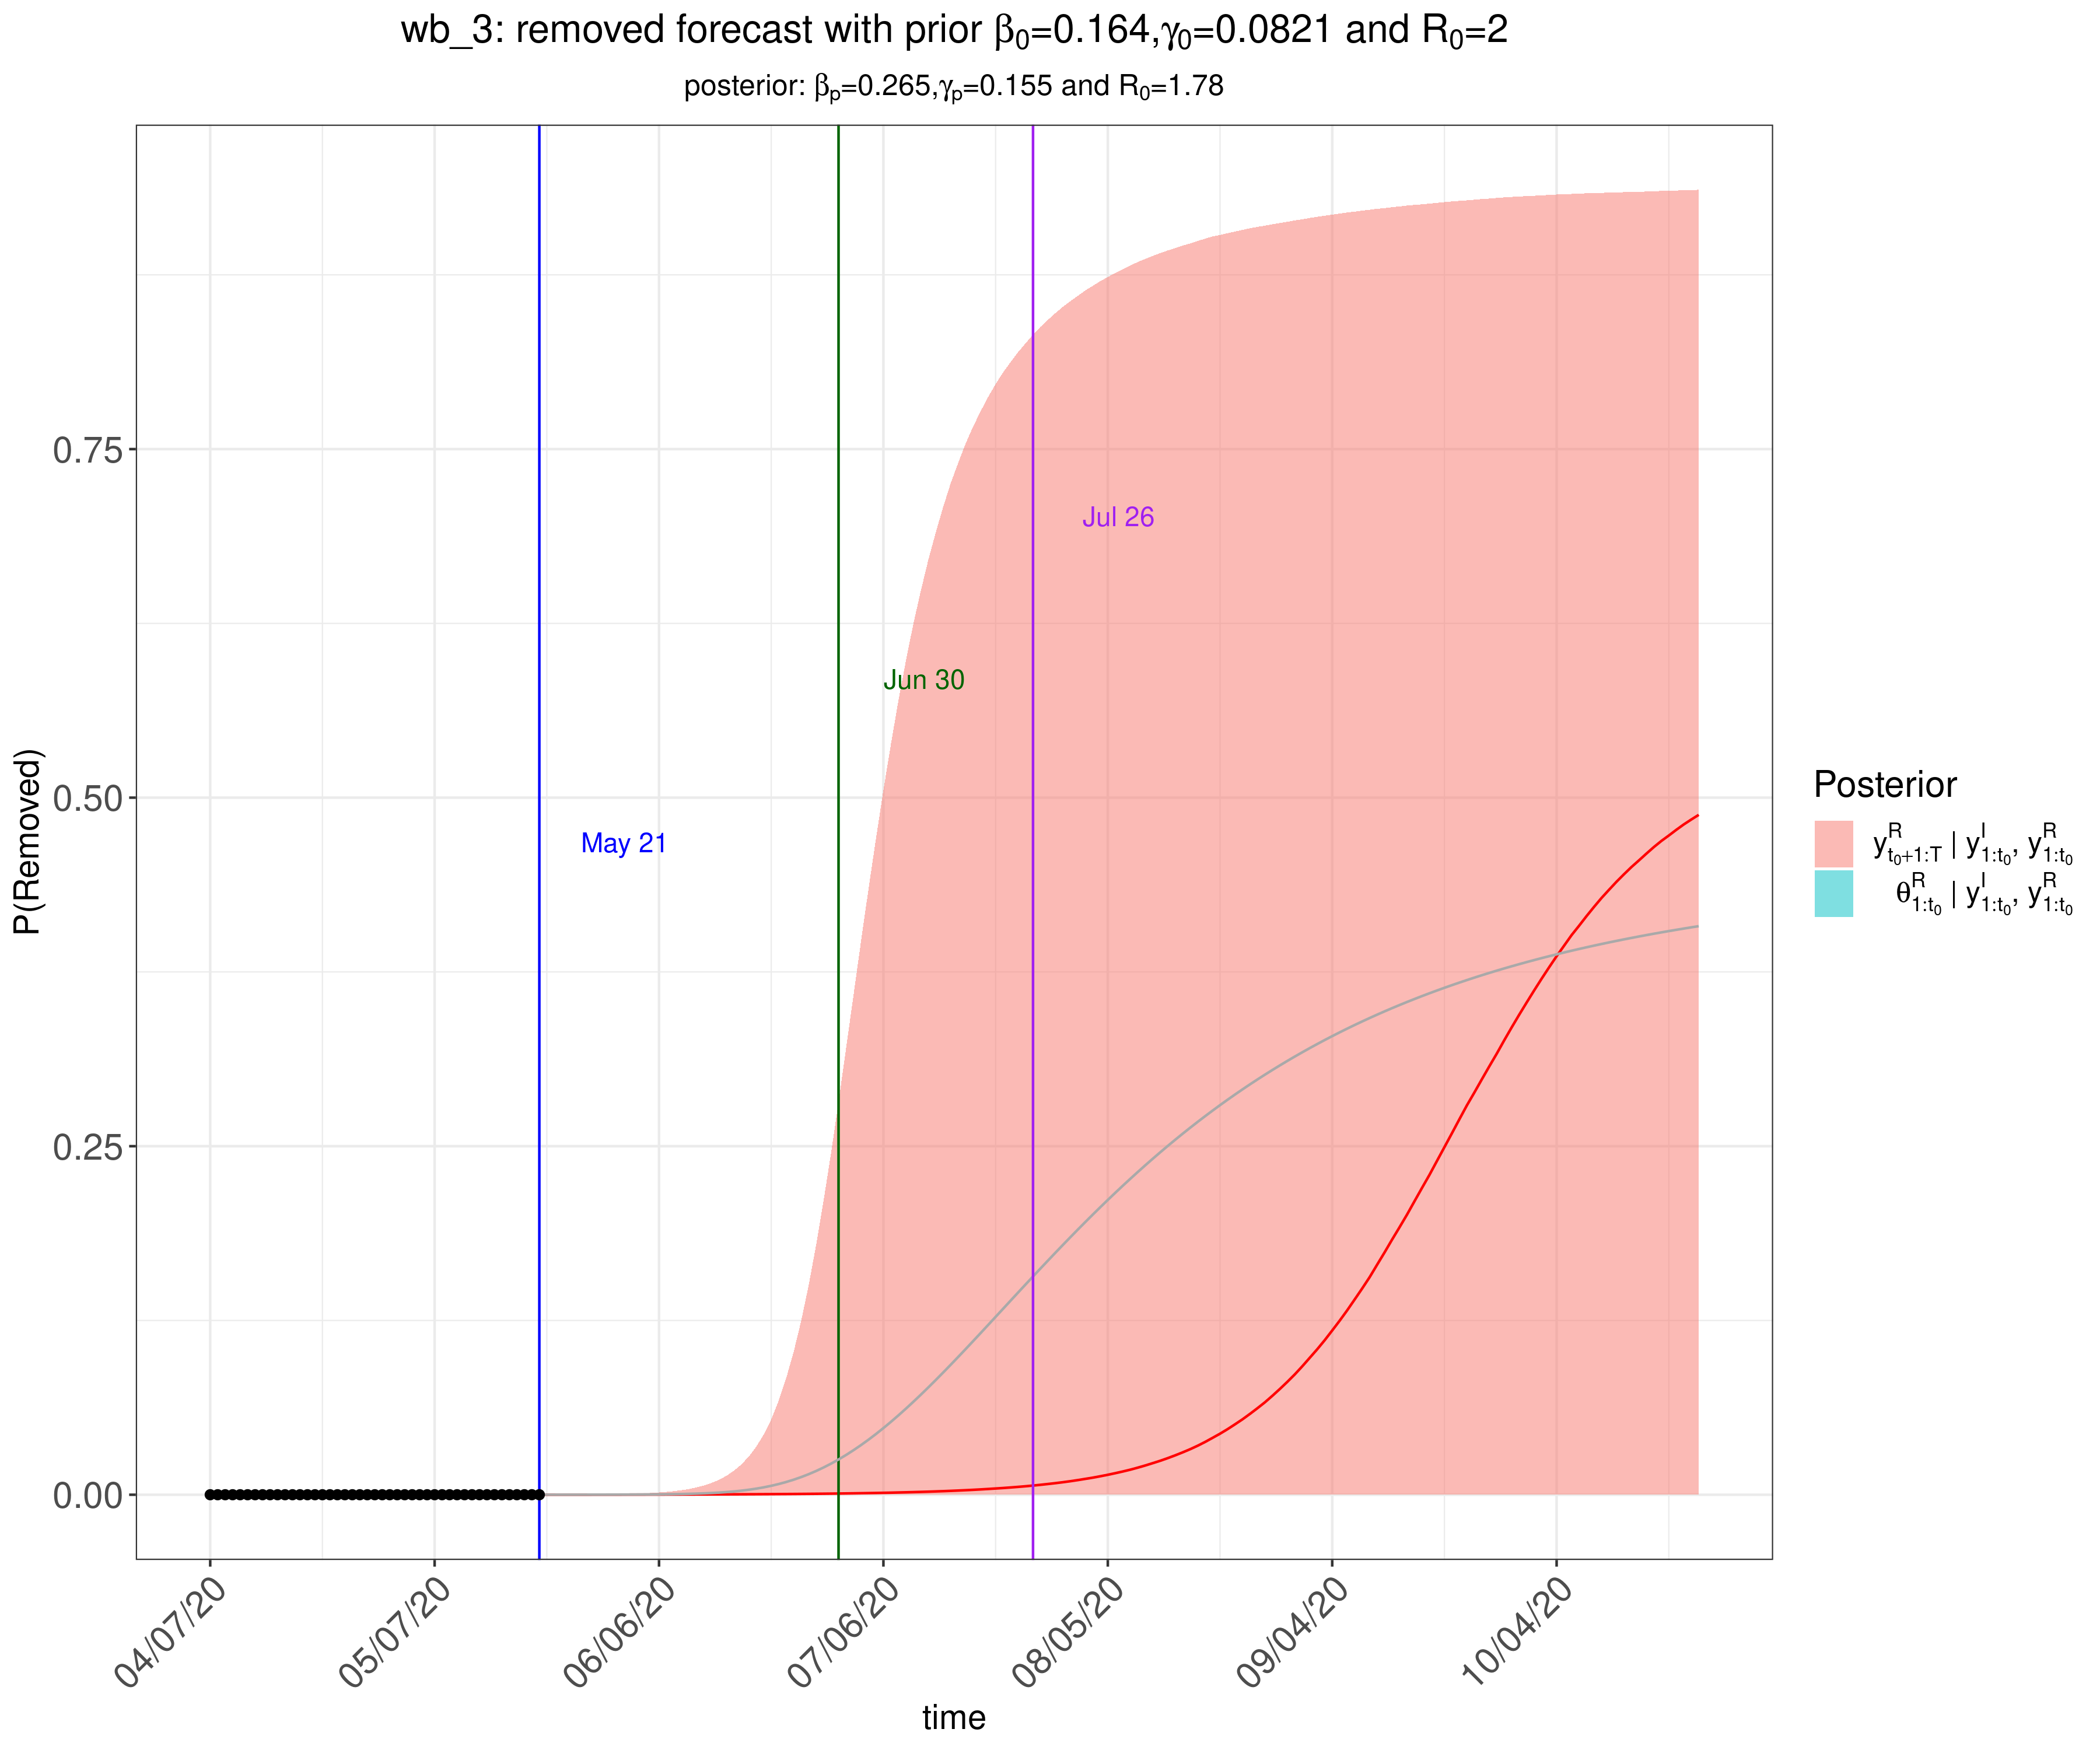 wb_3: removed forecast with prior β₀=0.164,γ₀=0.0821 and R₀=2
posterior: βₚ=0.265,γₚ=0.155 and R₀=1.78
P(Removed)
0.75
0.50
0.25
0.00
May 21
Jun 30
Jul 26
04/07/20
05/07/20
06/06/20
07/06/20
08/05/20
09/04/20
10/04/20
time
Posterior
y^R_{t₀+1:T} | y^I_{1:t₀}, y^R_{1:t₀}
θ^R_{1:t₀} | y^I_{1:t₀}, y^R_{1:t₀}